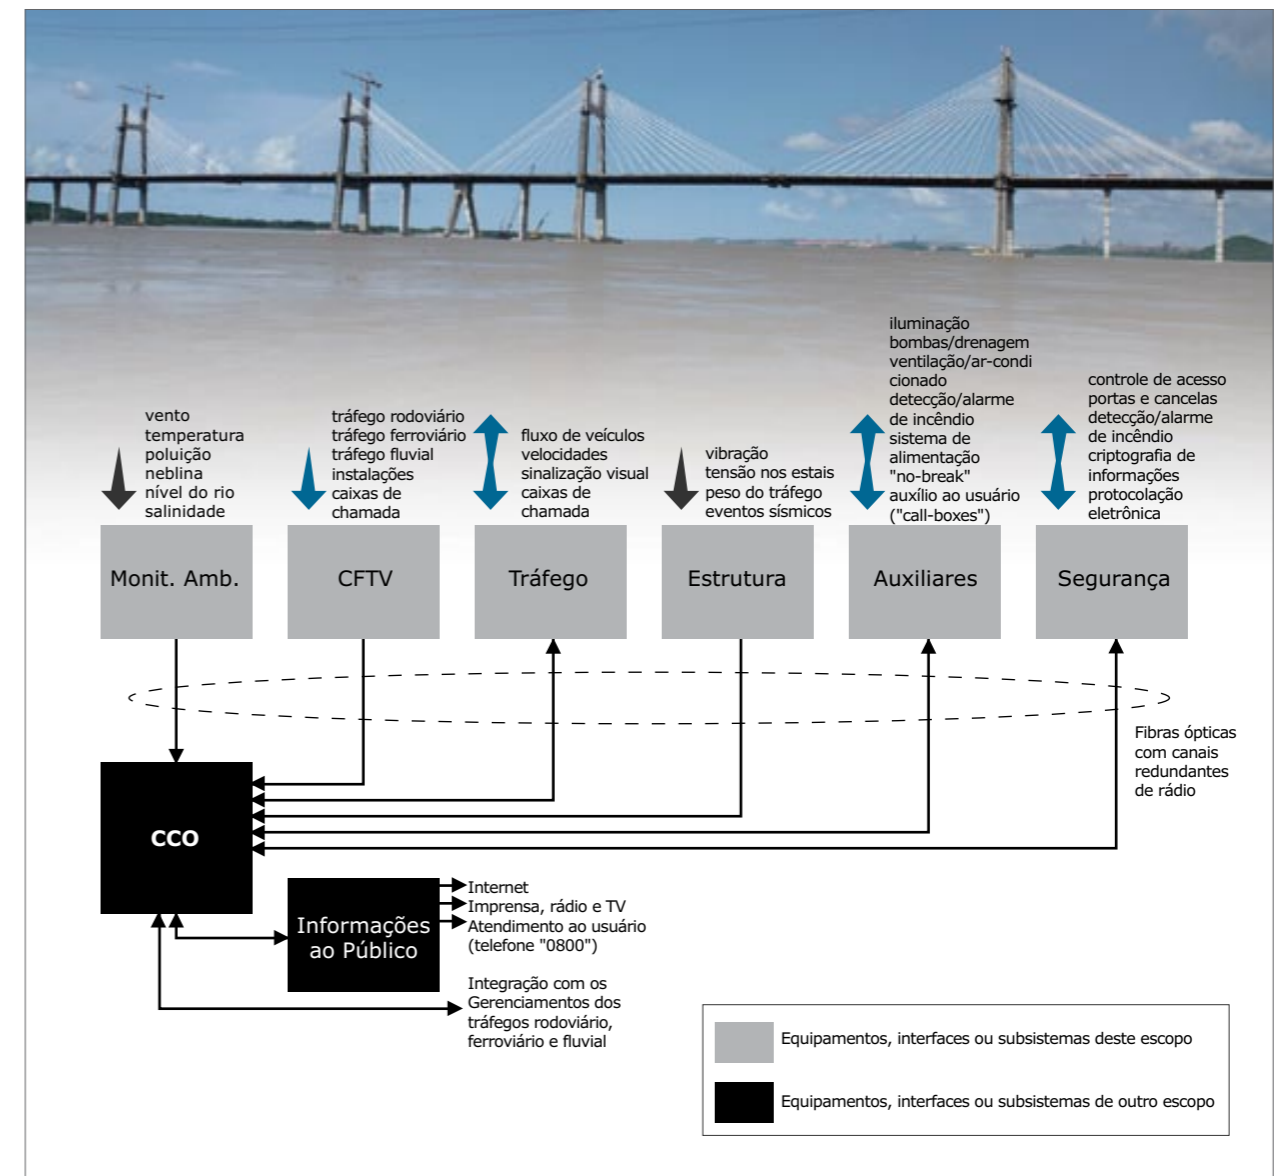 vento
temperatura
poluição
neblina
nível do rio
salinidade
tráfego rodoviário
tráfego ferroviário
tráfego fluvial
instalações
caixas de
chamada
fluxo de veículos
velocidades
sinalização visual
caixas de
chamada
vibração
tensão nos estais
peso do tráfego
eventos sísmicos
iluminação
bombas/drenagem
ventilação/ar-condi
cionado
detecção/alarme
de incêndio
sistema de
alimentação
"no-break"
auxílio ao usuário
("call-boxes")
controle de acesso
portas e cancelas
detecção/alarme
de incêndio
criptografia de
informações
protocolação
eletrônica
Monit. Amb.
CFTV
Tráfego
Estrutura
Auxiliares
Segurança
Fibras ópticas
com canais
redundantes
de rádio
CCO
Informações
ao Público
Internet
Imprensa, rádio e TV
Atendimento ao usuário
(telefone "0800")
Integração com os
Gerenciamentos dos
tráfegos rodoviário,
ferroviário e fluvial
Equipamentos, interfaces ou subsistemas deste escopo
Equipamentos, interfaces ou subsistemas de outro escopo